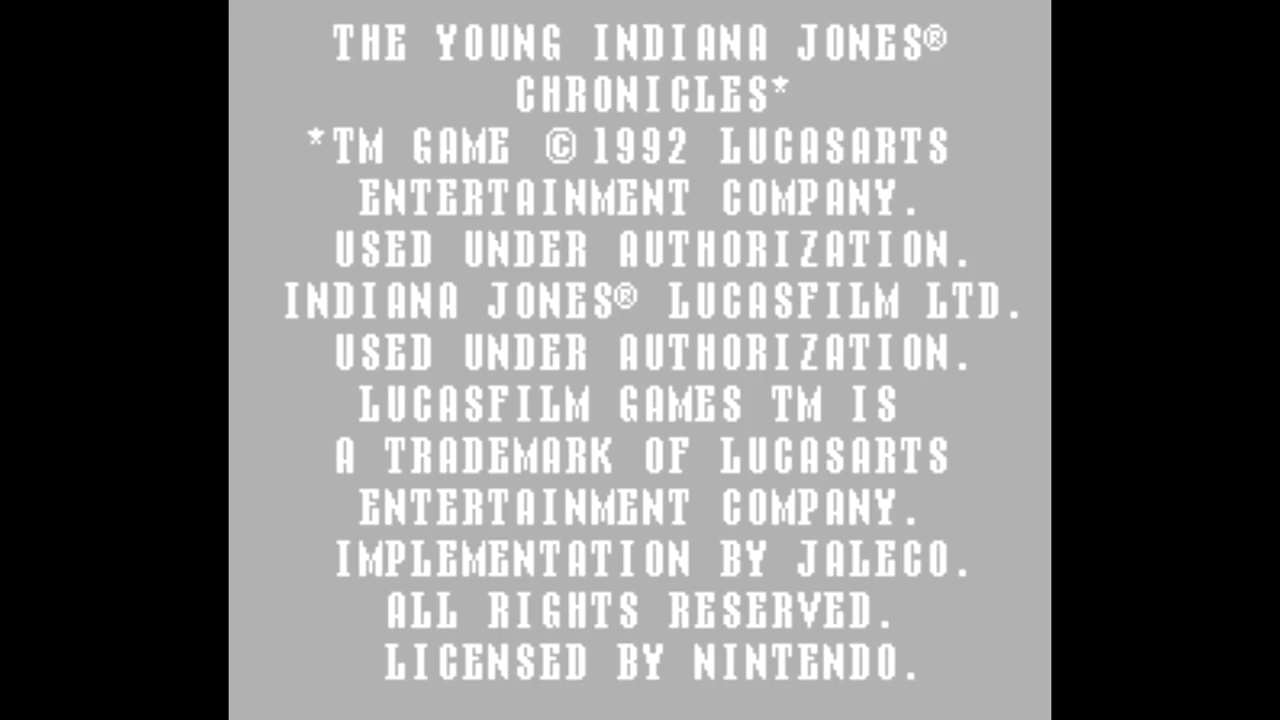 THE YOUNG INDIANA JONES®
CHRONICLES*
*TM GAME ©1992 LUCASARTS
ENTERTAINMENT COMPANY.
USED UNDER AUTHORIZATION.
INDIANA JONES® LUCASFILM LTD.
USED UNDER AUTHORIZATION.
LUCASFILM GAMES TM IS
A TRADEMARK OF LUCASARTS
ENTERTAINMENT COMPANY.
IMPLEMENTATION BY JALECO.
ALL RIGHTS RESERVED.
LICENSED BY NINTENDO.